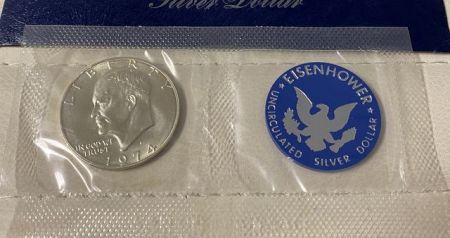 Silver Dollar
LIBERTY
IN GOD WE
TRUST
1974
EISENHOWER
UNCIRCULATED SILVER DOLLAR